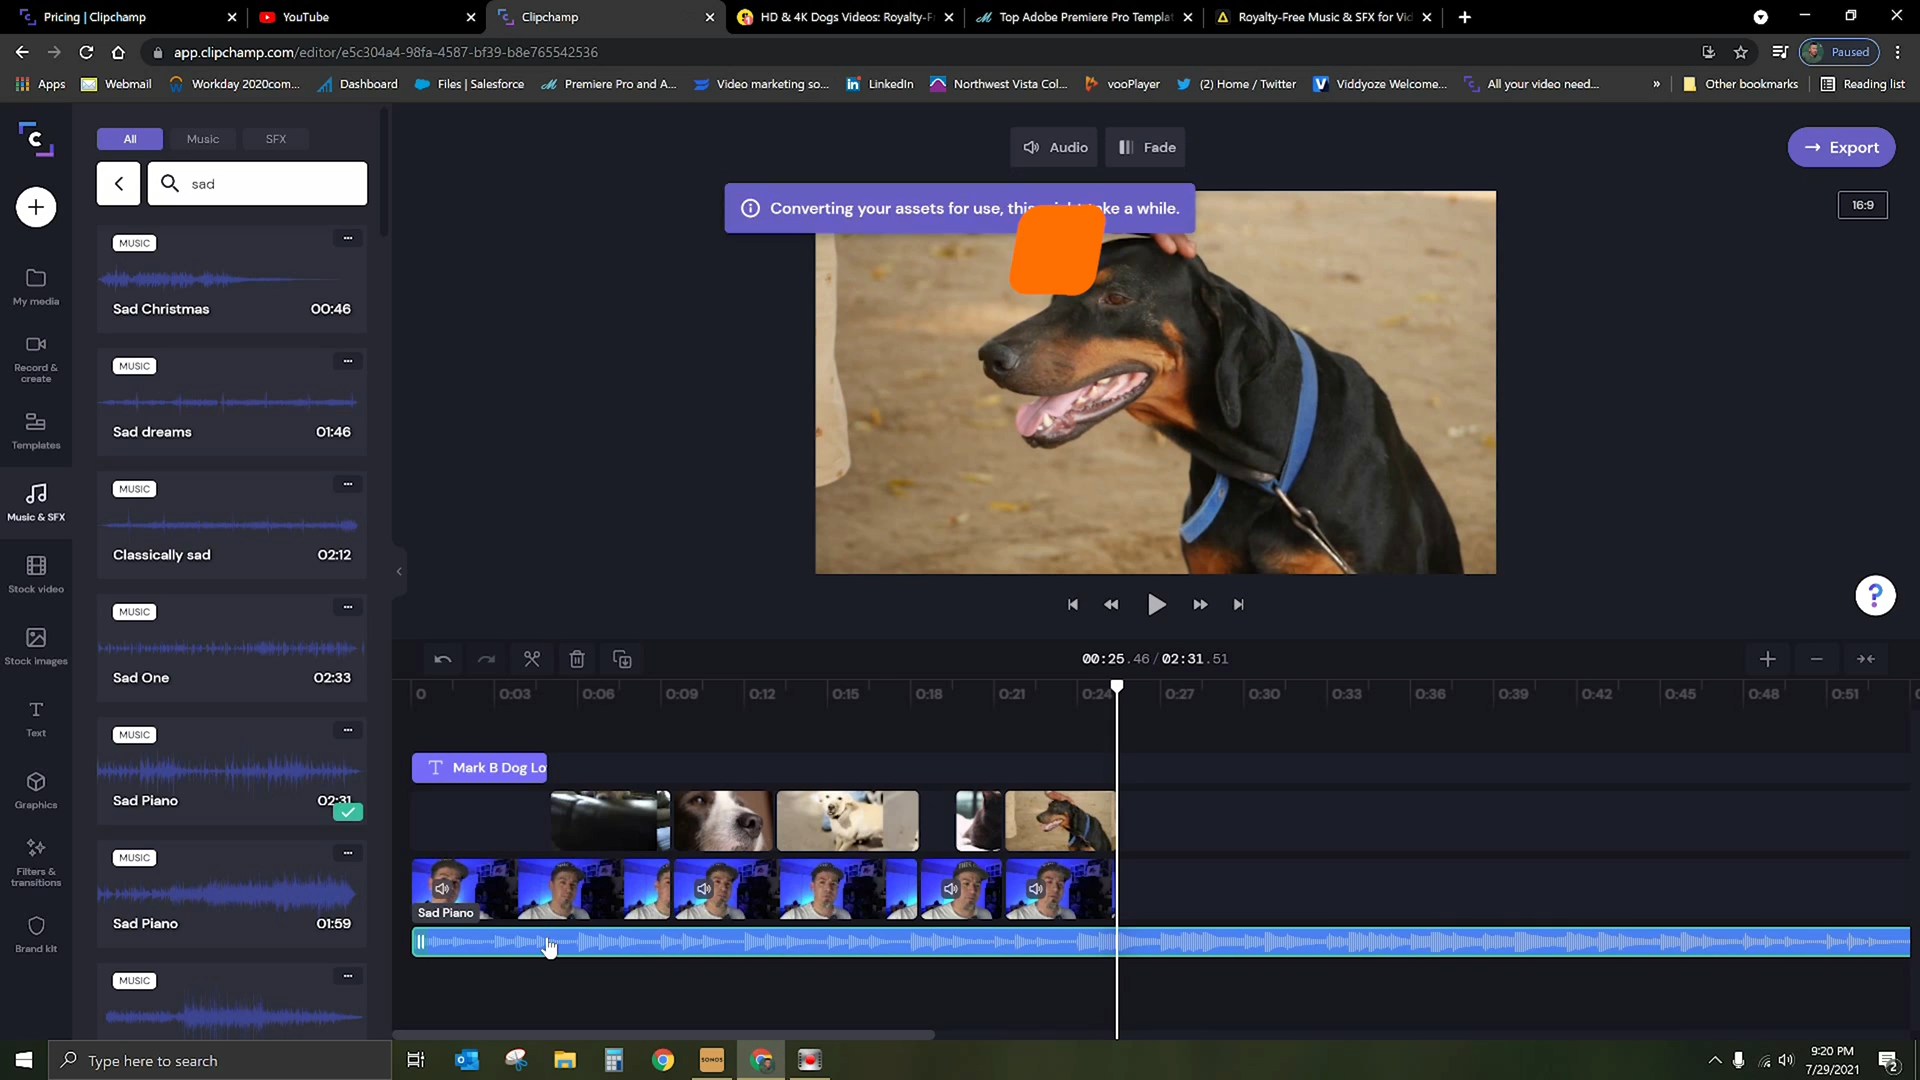 Pricing | Clipchamp
YouTube
Clipchamp
HD & 4K Dogs Videos: Royalty-F
Top Adobe Premiere Pro Templat
Royalty-Free Music & SFX for Vid
app.clipchamp.com/editor/e5c304a4-98fa-4587-bf39-b8e765542536
Paused
Apps
Webmail
Workday 2020com...
Dashboard
Files | Salesforce
Premiere Pro and A...
Video marketing so...
LinkedIn
Northwest Vista Col...
vooPlayer
(2) Home / Twitter
Viddyoze Welcome...
All your video need...
»
Other bookmarks
Reading list
All
Music
SFX
Audio
Fade
Export
sad
Converting your assets for use, this might take a while.
16:9
My media
Record &
create
Templates
Music & SFX
Stock video
Stock images
Text
Graphics
Filters &
transitions
Brand kit
MUSIC
Sad Christmas 00:46
MUSIC
Sad dreams 01:46
MUSIC
Classically sad 02:12
MUSIC
Sad One 02:33
MUSIC
Sad Piano 02:31
MUSIC
Sad Piano 01:59
MUSIC
?
00:25.46 / 02:31.51
0 0:03 0:06 0:09 0:12 0:15 0:18 0:21 0:24 0:27 0:30 0:33 0:36 0:39 0:42 0:45 0:48 0:51
T Mark B Dog Lo
Sad Piano
Type here to search
SONOS
9:20 PM
7/29/2021
2